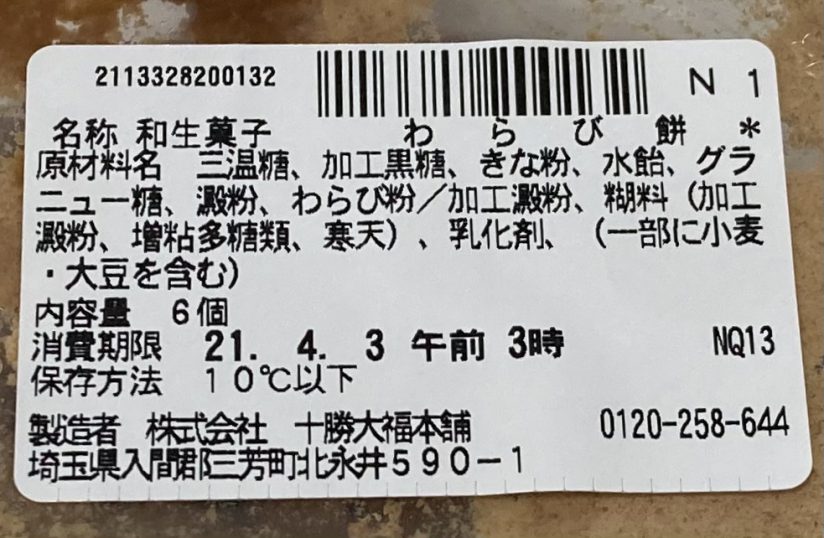 2113328200132 N 1
名称 和生菓子 わらび餅 *
原材料名 三温糖、加工黒糖、きな粉、水飴、グラ
ニュー糖、澱粉、わらび粉／加工澱粉、糊料（加工
澱粉、増粘多糖類、寒天）、乳化剤、（一部に小麦
・大豆を含む）
内容量 6個
消費期限 21. 4. 3 午前 3時 NQ13
保存方法 10℃以下
製造者 株式会社 十勝大福本舗 0120-258-644
埼玉県入間郡三芳町北永井590-1